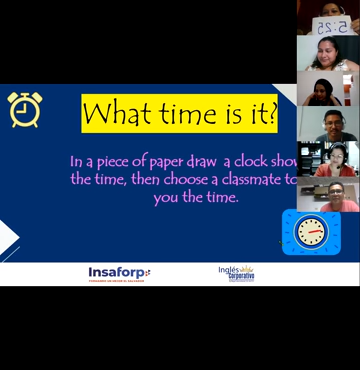 5:25
What time is it?
In a piece of paper draw a clock show
the time, then choose a classmate to
you the time.
Insaforp
Inglés
Corporativo